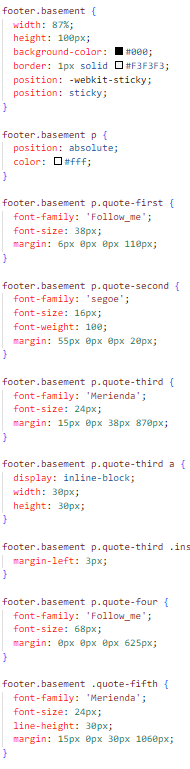 footer.basement {
width: 87%;
height: 100px;
background-color: #000;
border: 1px solid #F3F3F3;
position: -webkit-sticky;
position: sticky;
}
footer.basement p {
position: absolute;
color: #fff;
}
footer.basement p.quote-first {
font-family: 'Follow_me';
font-size: 38px;
margin: 6px 0px 0px 110px;
}
footer.basement p.quote-second {
font-family: 'segoe';
font-size: 16px;
font-weight: 100;
margin: 55px 0px 0px 20px;
}
footer.basement p.quote-third {
font-family: 'Merienda';
font-size: 24px;
margin: 15px 0px 38px 870px;
}
footer.basement p.quote-third a {
display: inline-block;
width: 30px;
height: 30px;
}
footer.basement p.quote-third .ins
margin-left: 3px;
}
footer.basement p.quote-four {
font-family: 'Follow_me';
font-size: 68px;
margin: 0px 0px 0px 625px;
}
footer.basement .quote-fifth {
font-family: 'Merienda';
font-size: 24px;
line-height: 30px;
margin: 15px 0px 30px 1060px;
}